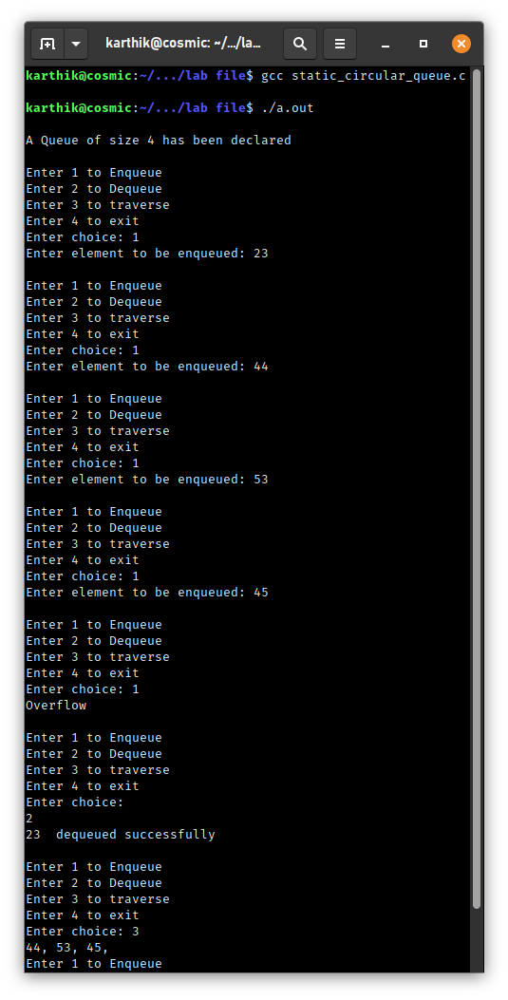 karthik@cosmic: ~/.../la...
karthik@cosmic:~/.../lab file$ gcc static_circular_queue.c
karthik@cosmic:~/.../lab file$ ./a.out
A Queue of size 4 has been declared
Enter 1 to Enqueue
Enter 2 to Dequeue
Enter 3 to traverse
Enter 4 to exit
Enter choice: 1
Enter element to be enqueued: 23
Enter 1 to Enqueue
Enter 2 to Dequeue
Enter 3 to traverse
Enter 4 to exit
Enter choice: 1
Enter element to be enqueued: 44
Enter 1 to Enqueue
Enter 2 to Dequeue
Enter 3 to traverse
Enter 4 to exit
Enter choice: 1
Enter element to be enqueued: 53
Enter 1 to Enqueue
Enter 2 to Dequeue
Enter 3 to traverse
Enter 4 to exit
Enter choice: 1
Enter element to be enqueued: 45
Enter 1 to Enqueue
Enter 2 to Dequeue
Enter 3 to traverse
Enter 4 to exit
Enter choice: 1
Overflow
Enter 1 to Enqueue
Enter 2 to Dequeue
Enter 3 to traverse
Enter 4 to exit
Enter choice:
2
23  dequeued successfully
Enter 1 to Enqueue
Enter 2 to Dequeue
Enter 3 to traverse
Enter 4 to exit
Enter choice: 3
44, 53, 45,
Enter 1 to Enqueue